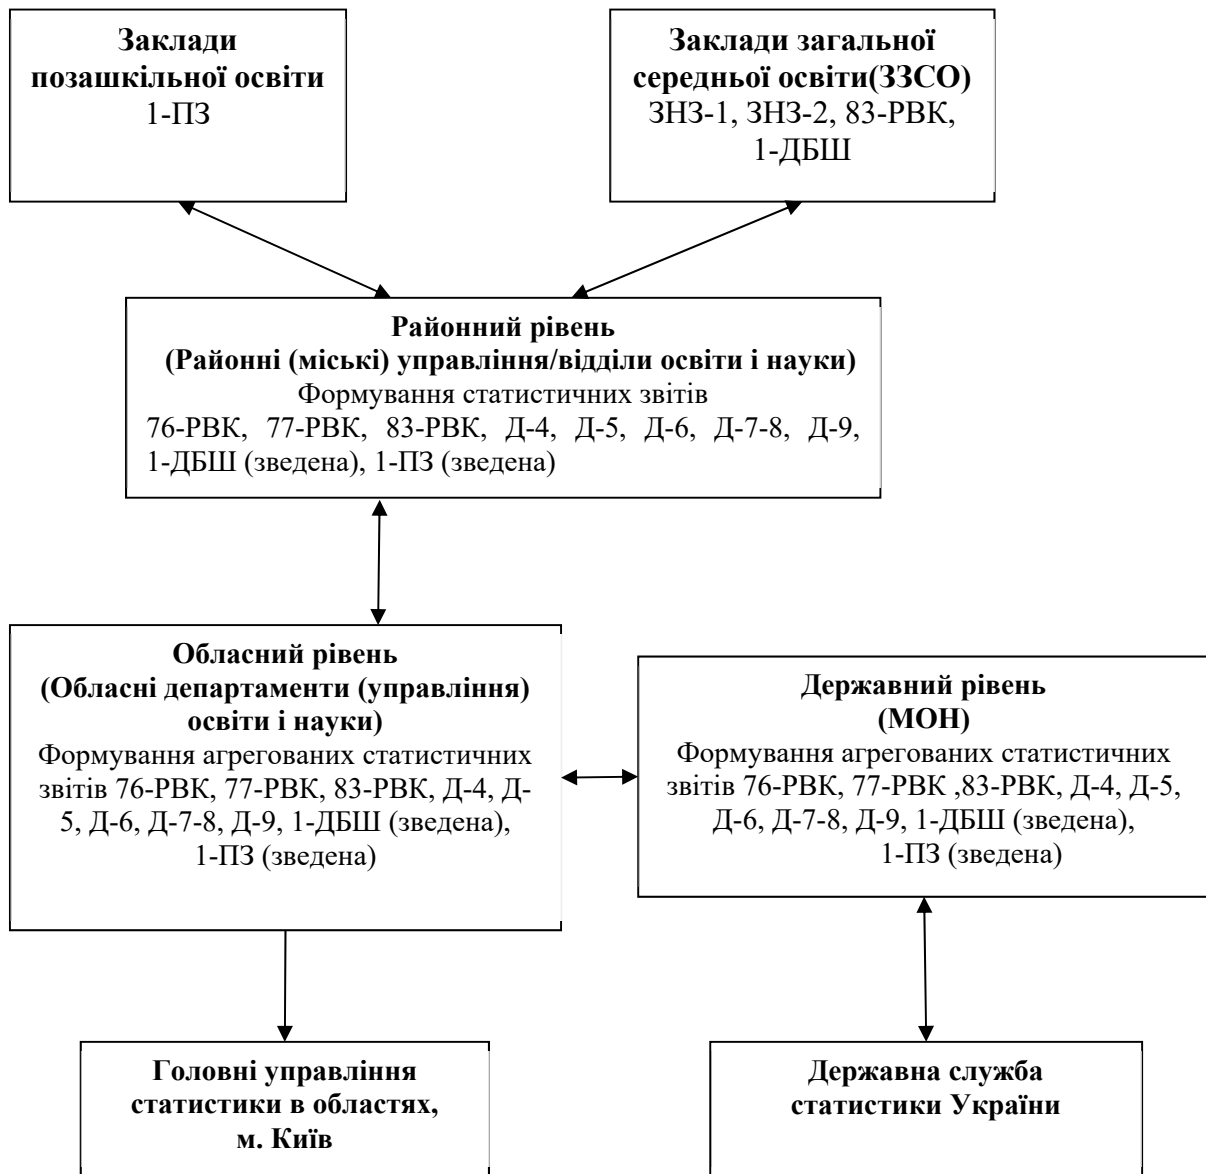 Заклади
позашкільної освіти
1-ПЗ
Заклади загальної
середньої освіти(ЗЗСО)
ЗНЗ-1, ЗНЗ-2, 83-РВК,
1-ДБШ
Районний рівень
(Районні (міські) управління/відділи освіти і науки)
Формування статистичних звітів
76-РВК, 77-РВК, 83-РВК, Д-4, Д-5, Д-6, Д-7-8, Д-9,
1-ДБШ (зведена), 1-ПЗ (зведена)
Обласний рівень
(Обласні департаменти (управління)
освіти і науки)
Формування агрегованих статистичних
звітів 76-РВК, 77-РВК, 83-РВК, Д-4, Д-
5, Д-6, Д-7-8, Д-9, 1-ДБШ (зведена),
1-ПЗ (зведена)
Державний рівень
(МОН)
Формування агрегованих статистичних
звітів 76-РВК, 77-РВК ,83-РВК, Д-4, Д-5,
Д-6, Д-7-8, Д-9, 1-ДБШ (зведена),
1-ПЗ (зведена)
Головні управління
статистики в областях,
м. Київ
Державна служба
статистики України